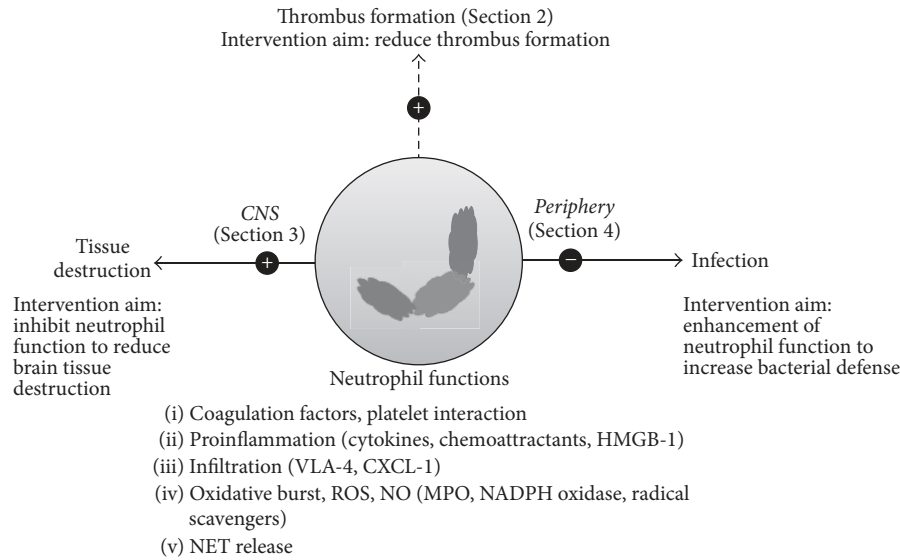 Thrombus formation (Section 2)
Intervention aim: reduce thrombus formation
+
CNS
(Section 3)
Periphery
(Section 4)
Tissue
destruction
+
−
Infection
Intervention aim:
inhibit neutrophil
function to reduce
brain tissue
destruction
Intervention aim:
enhancement of
neutrophil function to
increase bacterial defense
Neutrophil functions
(i) Coagulation factors, platelet interaction
(ii) Proinflammation (cytokines, chemoattractants, HMGB-1)
(iii) Infiltration (VLA-4, CXCL-1)
(iv) Oxidative burst, ROS, NO (MPO, NADPH oxidase, radical
scavengers)
(v) NET release